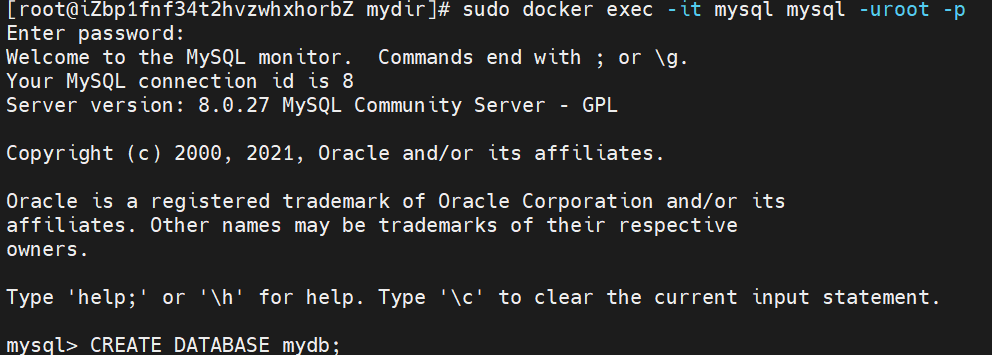 [root@iZbp1fnf34t2hvzwhxhorbZ mydir]# sudo docker exec -it mysql mysql -uroot -p
Enter password:
Welcome to the MySQL monitor.  Commands end with ; or \g.
Your MySQL connection id is 8
Server version: 8.0.27 MySQL Community Server - GPL

Copyright (c) 2000, 2021, Oracle and/or its affiliates.

Oracle is a registered trademark of Oracle Corporation and/or its
affiliates. Other names may be trademarks of their respective
owners.

Type 'help;' or '\h' for help. Type '\c' to clear the current input statement.

mysql> CREATE DATABASE mydb;